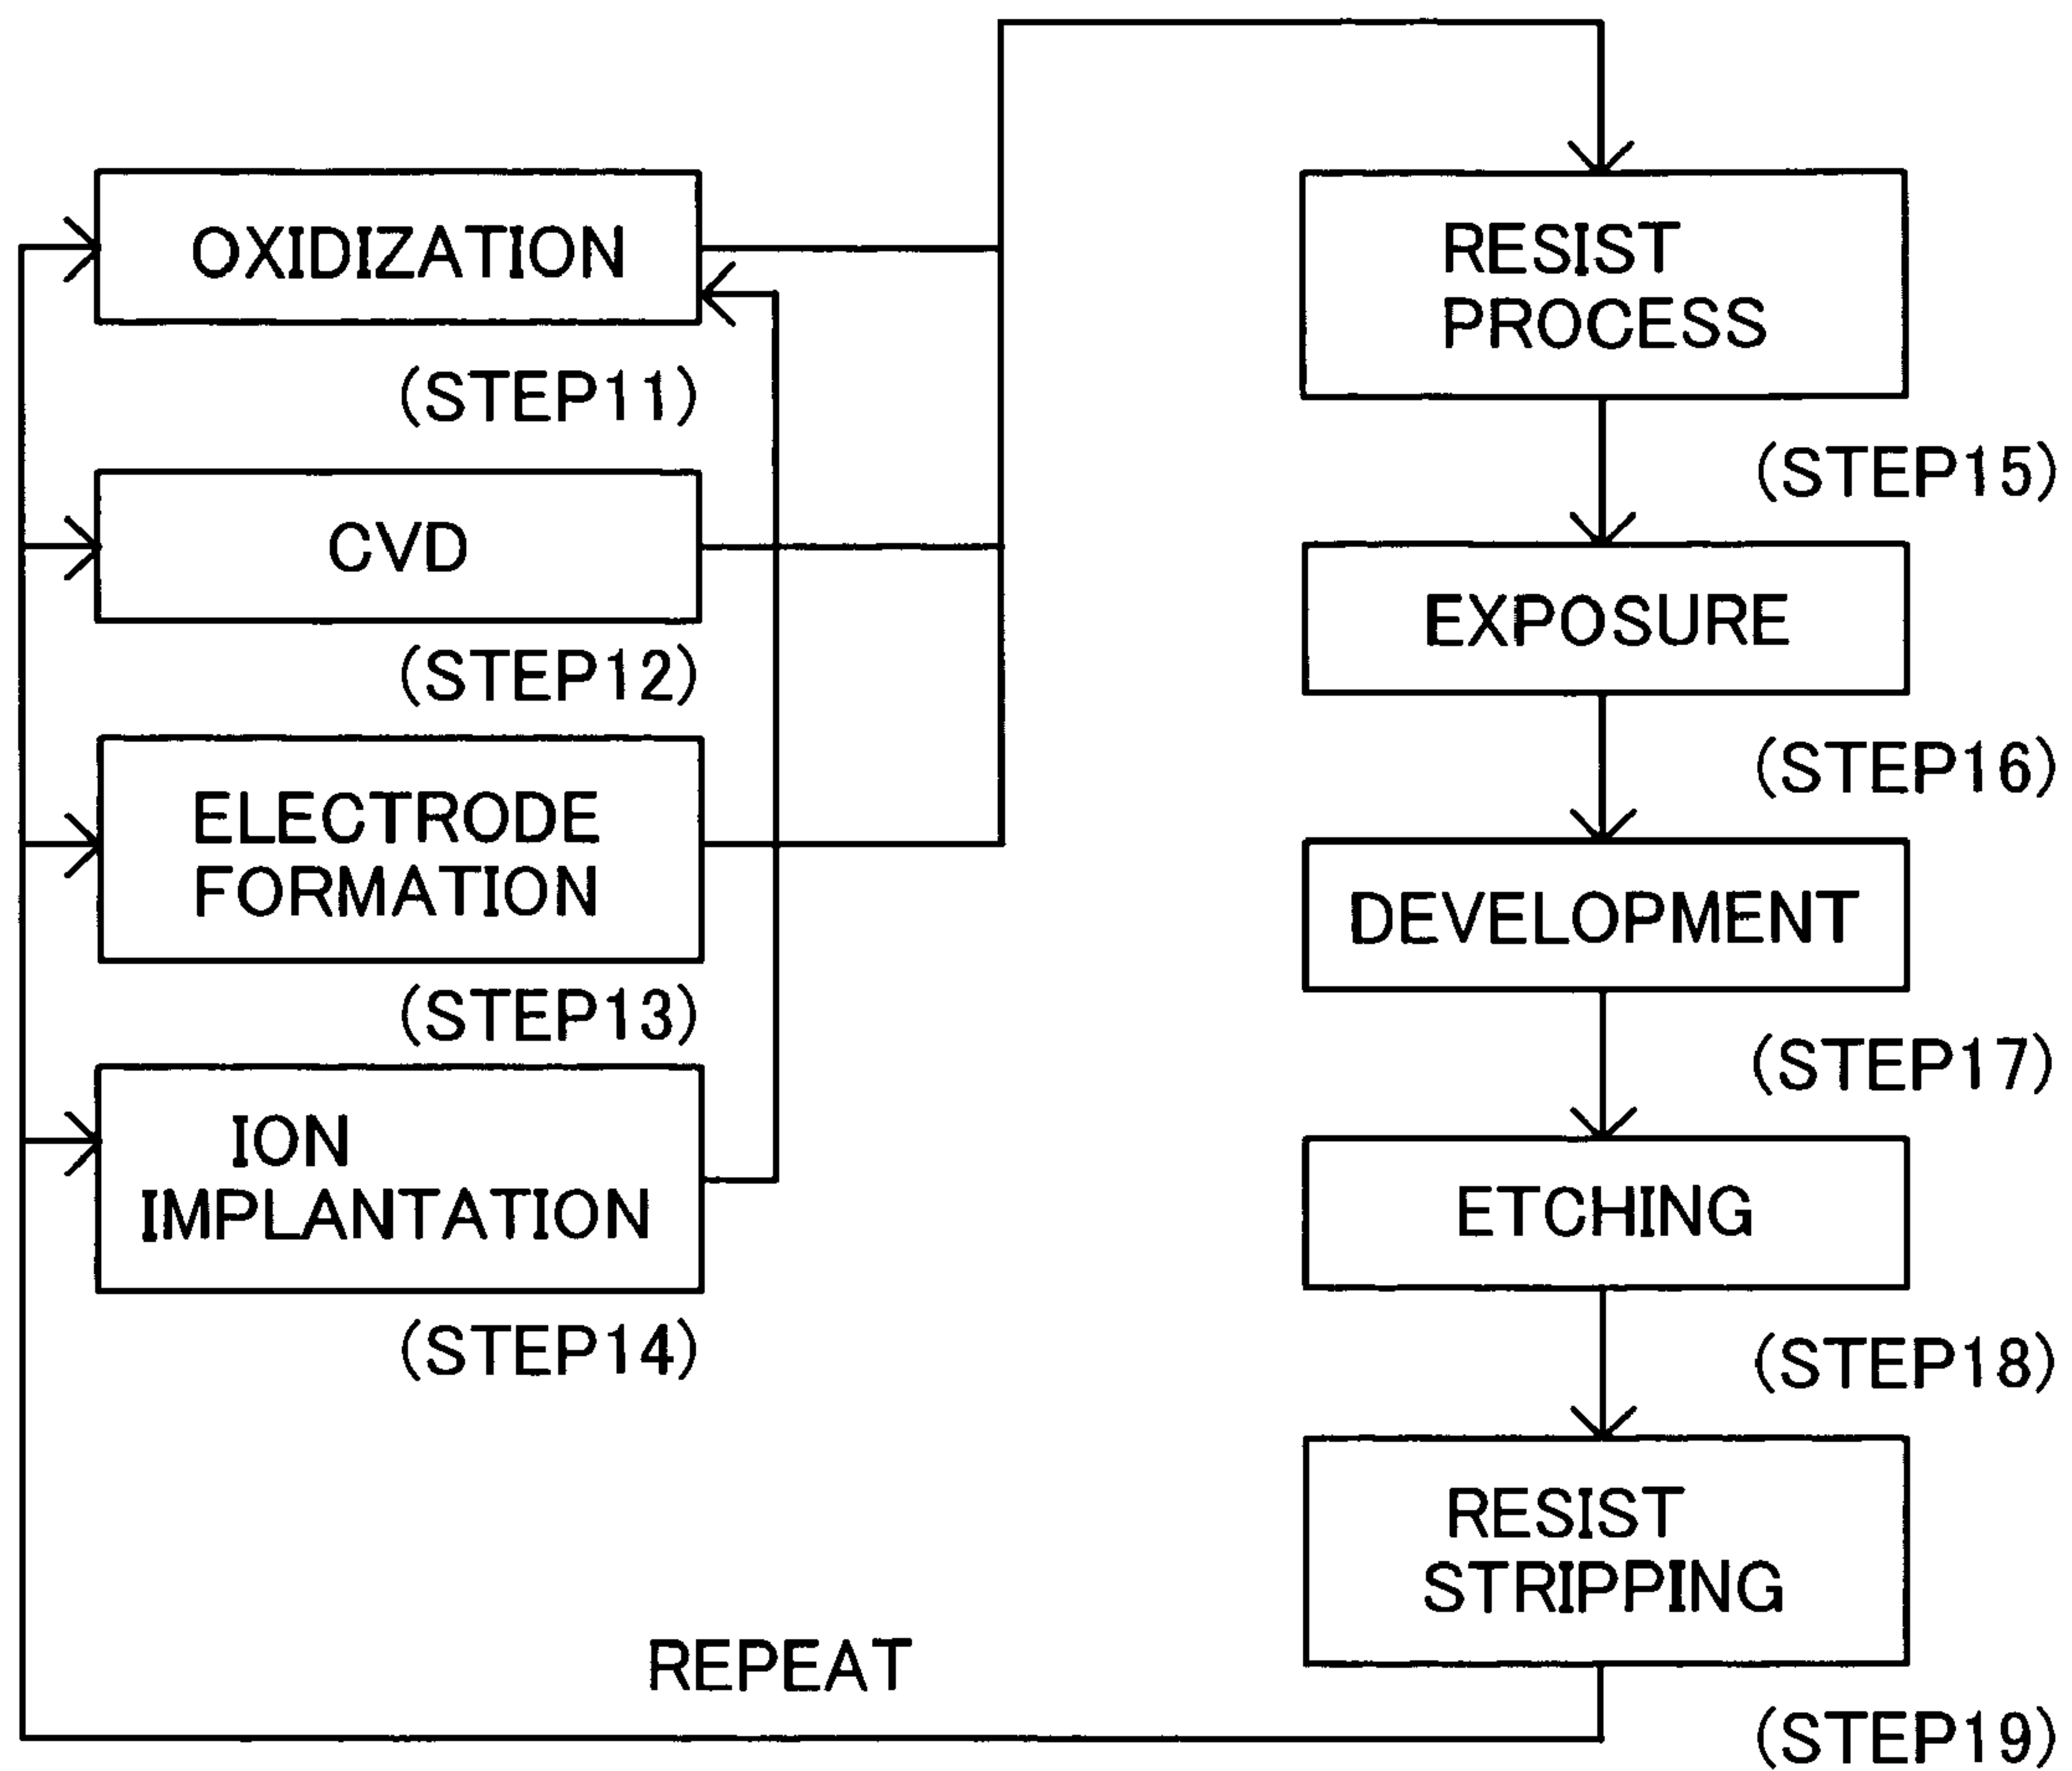 OXIDIZATION
(STEP11)
CVD
(STEP12)
ELECTRODE
FORMATION
(STEP13)
ION
IMPLANTATION
(STEP14)
RESIST
PROCESS
(STEP15)
EXPOSURE
(STEP16)
DEVELOPMENT
(STEP17)
ETCHING
(STEP18)
RESIST
STRIPPING
(STEP19)
REPEAT